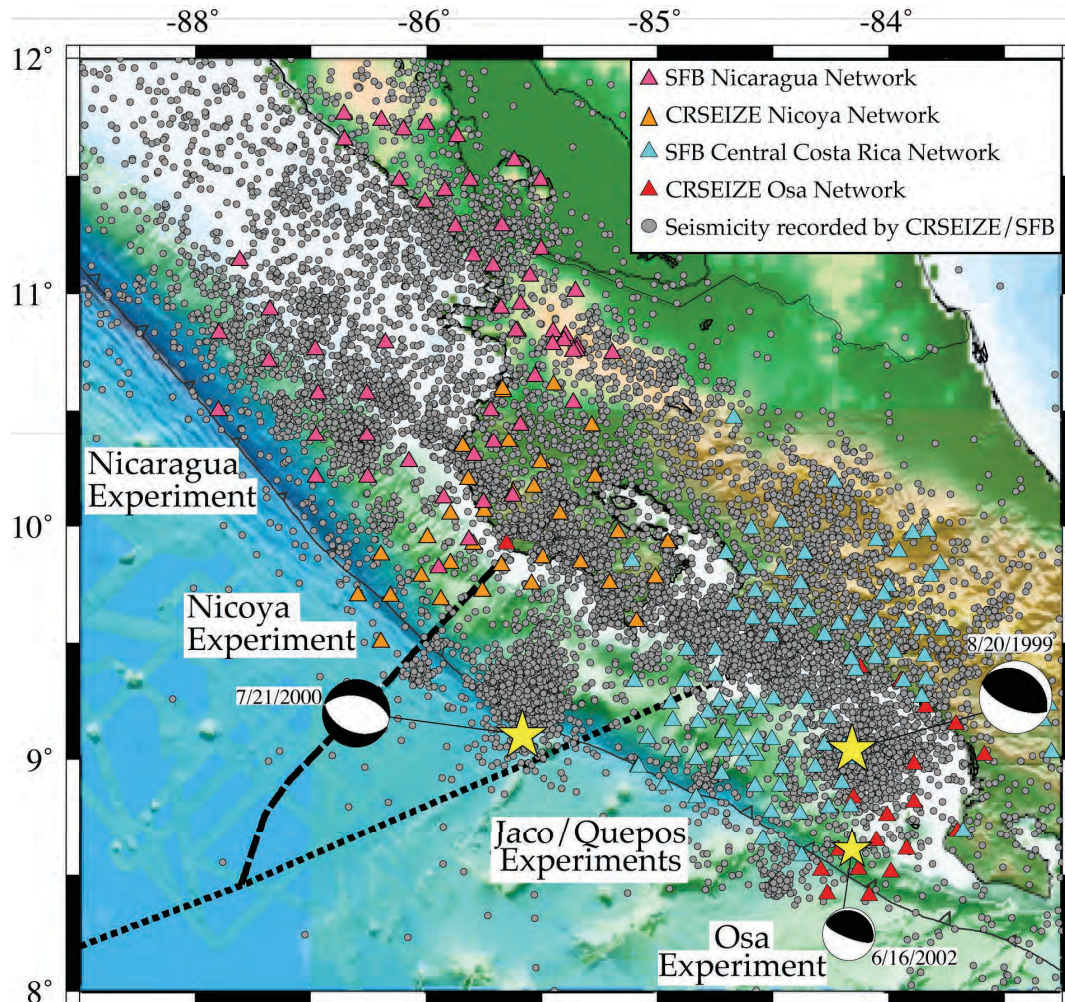 -88° -86° -85° -84°
12°
SFB Nicaragua Network
CRSEIZE Nicoya Network
SFB Central Costa Rica Network
CRSEIZE Osa Network
Seismicity recorded by CRSEIZE/SFB
11°
Nicaragua
Experiment
10°
Nicoya
Experiment
8/20/1999
7/21/2000
9°
Jaco/Quepos
Experiments
Osa
Experiment
6/16/2002
8°